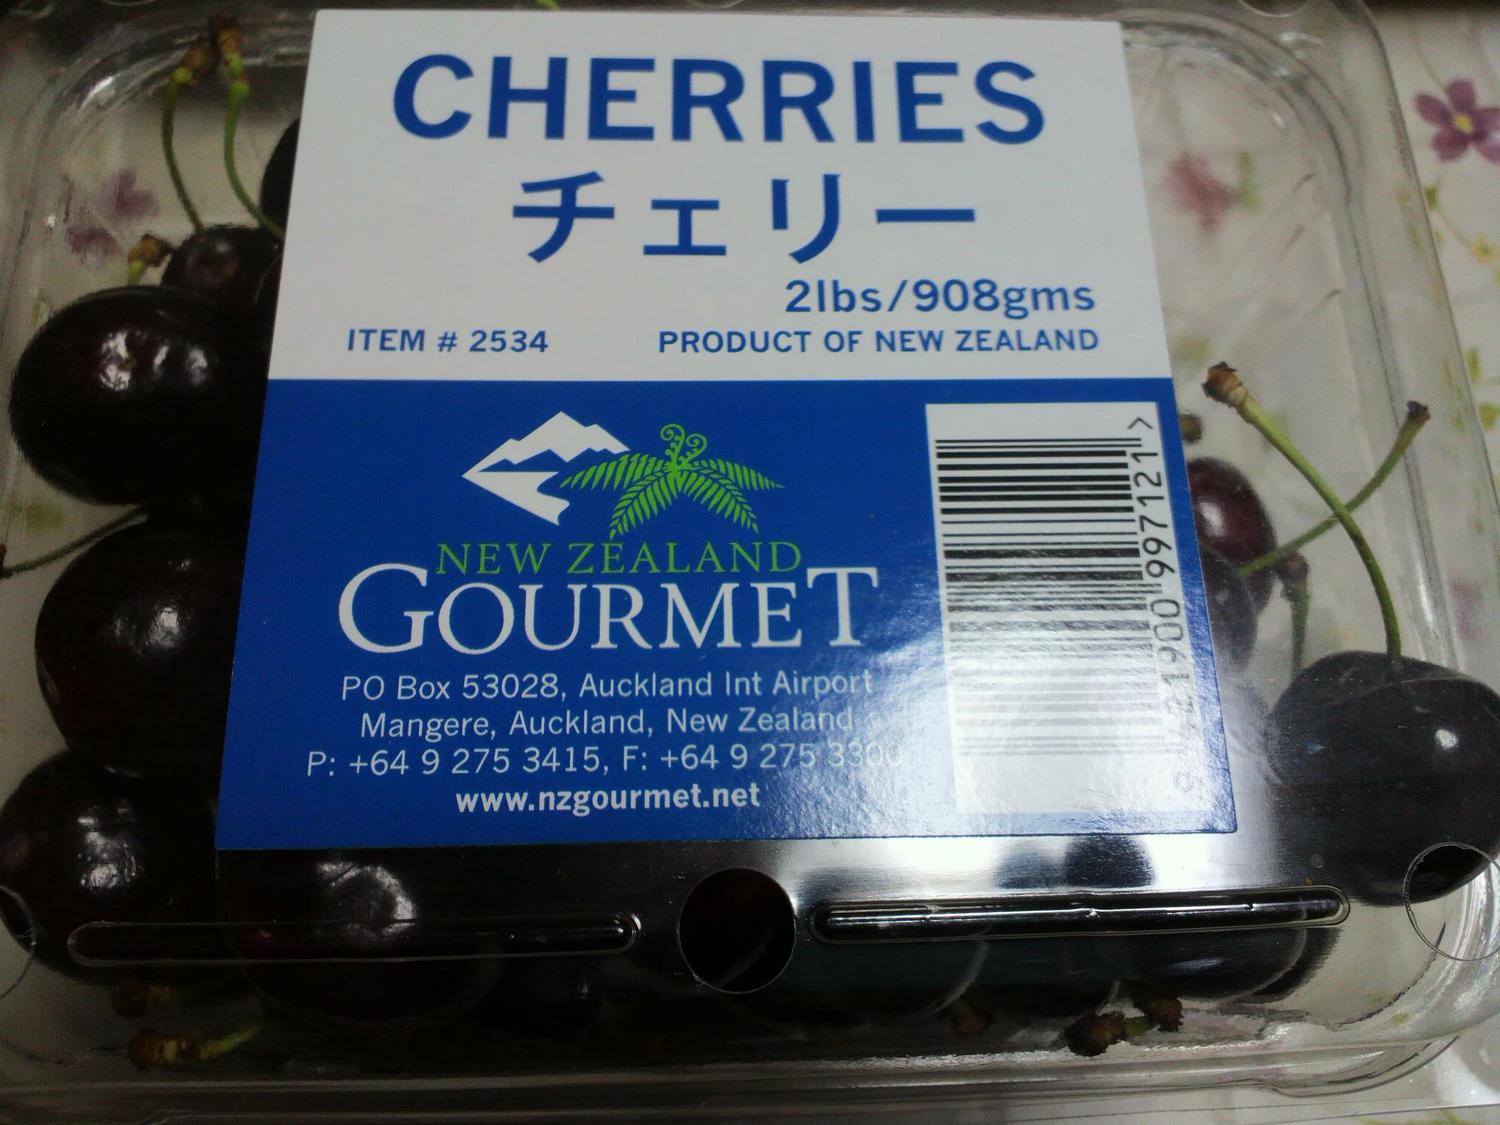 CHERRIES
チェリー
2lbs/908gms
ITEM # 2534
PRODUCT OF NEW ZEALAND
NEW ZEALAND
GOURMET
PO Box 53028, Auckland Int Airport
Mangere, Auckland, New Zealand
P: +64 9 275 3415, F: +64 9 275 3300
www.nzgourmet.net